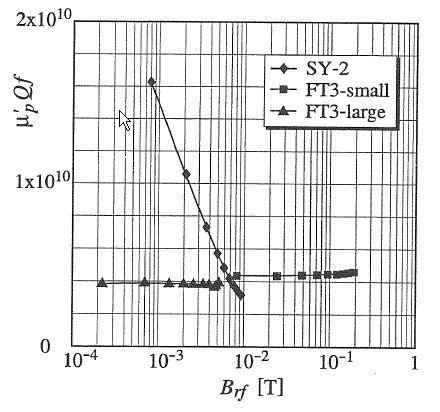 2x10¹⁰
μ'ₚQf
SY-2
FT3-small
FT3-large
1x10¹⁰
0
10⁻⁴
10⁻³
10⁻²
10⁻¹
1
B_rf [T]